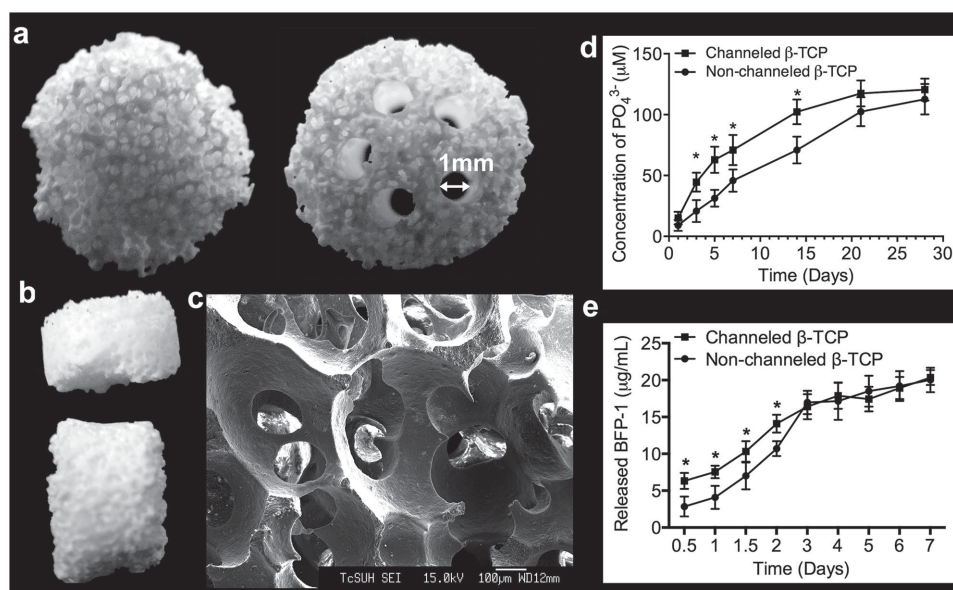 a
1mm
b
c
TcSUH SEI 15.0kV 100μm WD12mm
d
Channeled β-TCP
Non-channeled β-TCP
Concentration of PO₄³⁻ (μM)
150
100
50
0
* * * *
0 5 10 15 20 25 30
Time (Days)
e
Channeled β-TCP
Non-channeled β-TCP
Released BFP-1 (μg/mL)
25
20
15
10
5
0
* * * *
0.5 1 1.5 2 3 4 5 6 7
Time (Days)